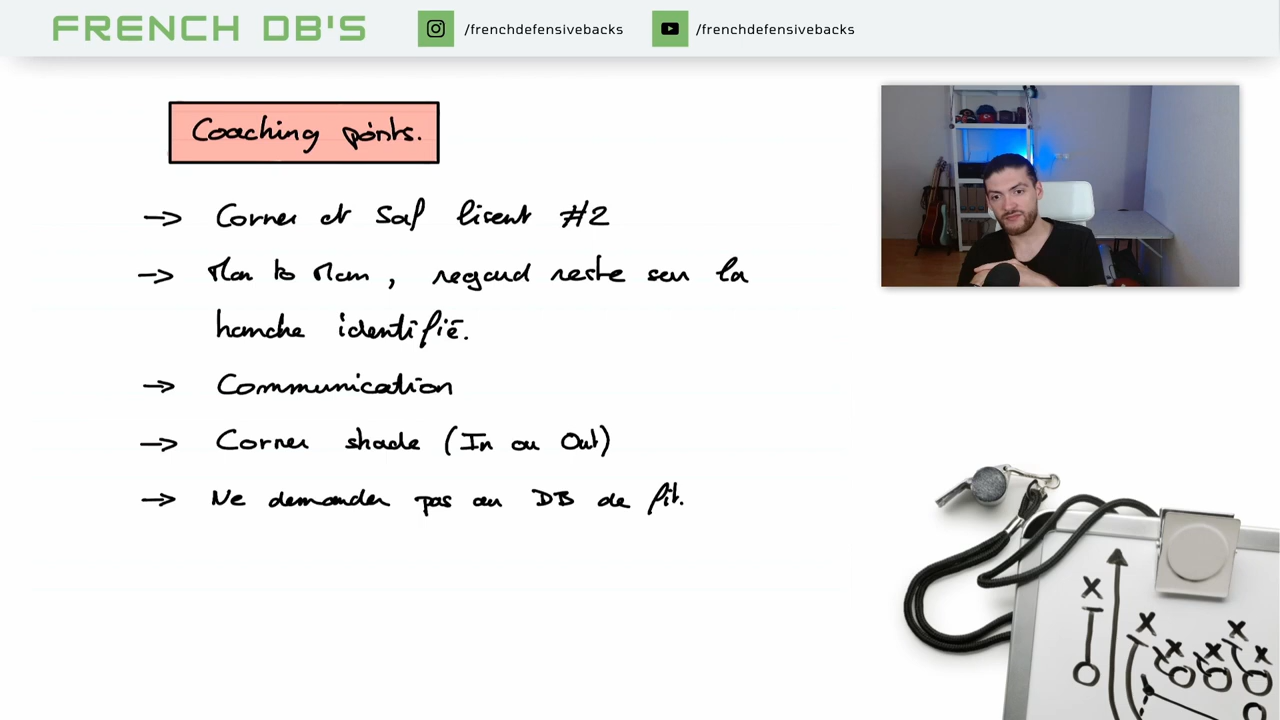 FRENCH DB'S
/frenchdefensivebacks
/frenchdefensivebacks
Coaching points.
→ Corner et Saf lisent #2
→ Man to Man, regard reste sur la
hanche identifié.
→ Communication
→ Corner shade (In ou Out)
→ Ne demander pas au DB de fit.
X
X X X X X